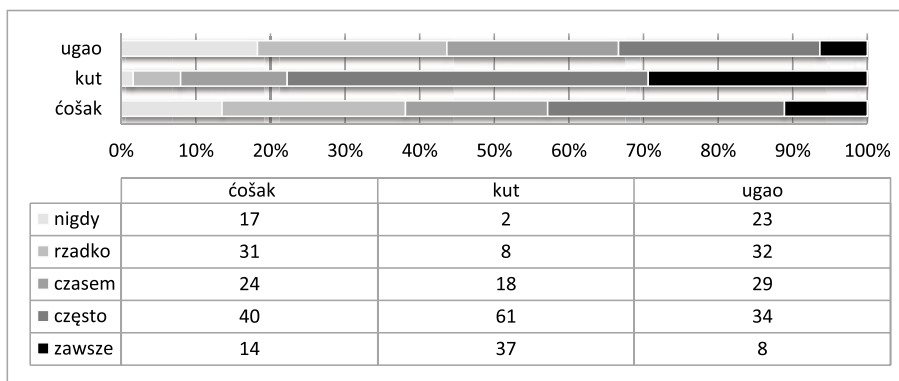 ugao
kut
ćošak
0% 10% 20% 30% 40% 50% 60% 70% 80% 90% 100%
ćošak kut ugao
nigdy 17 2 23
rzadko 31 8 32
czasem 24 18 29
często 40 61 34
zawsze 14 37 8